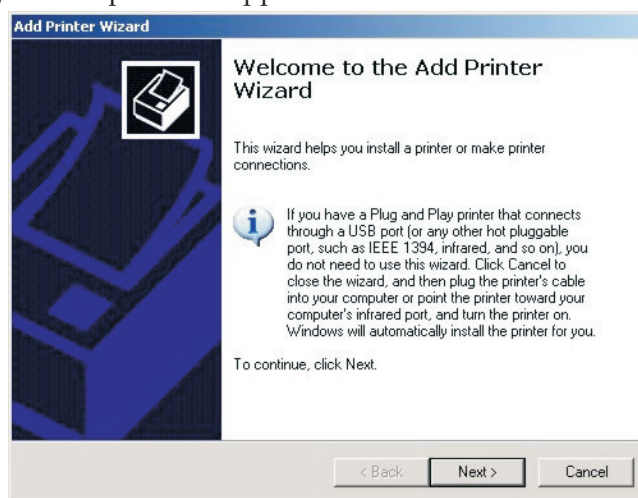 Add Printer Wizard
Welcome to the Add Printer
Wizard
This wizard helps you install a printer or make printer
connections.
If you have a Plug and Play printer that connects
through a USB port (or any other hot pluggable
port, such as IEEE 1394, infrared, and so on), you
do not need to use this wizard. Click Cancel to
close the wizard, and then plug the printer's cable
into your computer or point the printer toward your
computer's infrared port, and turn the printer on.
Windows will automatically install the printer for you.
To continue, click Next.
< Back
Next >
Cancel